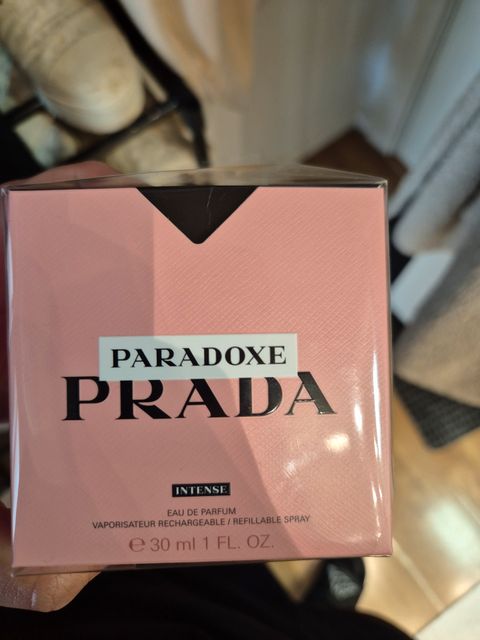 PARADOXE
PRADA
INTENSE
EAU DE PARFUM
VAPORISATEUR RECHARGEABLE / REFILLABLE SPRAY
℮ 30 ml 1 FL. OZ.